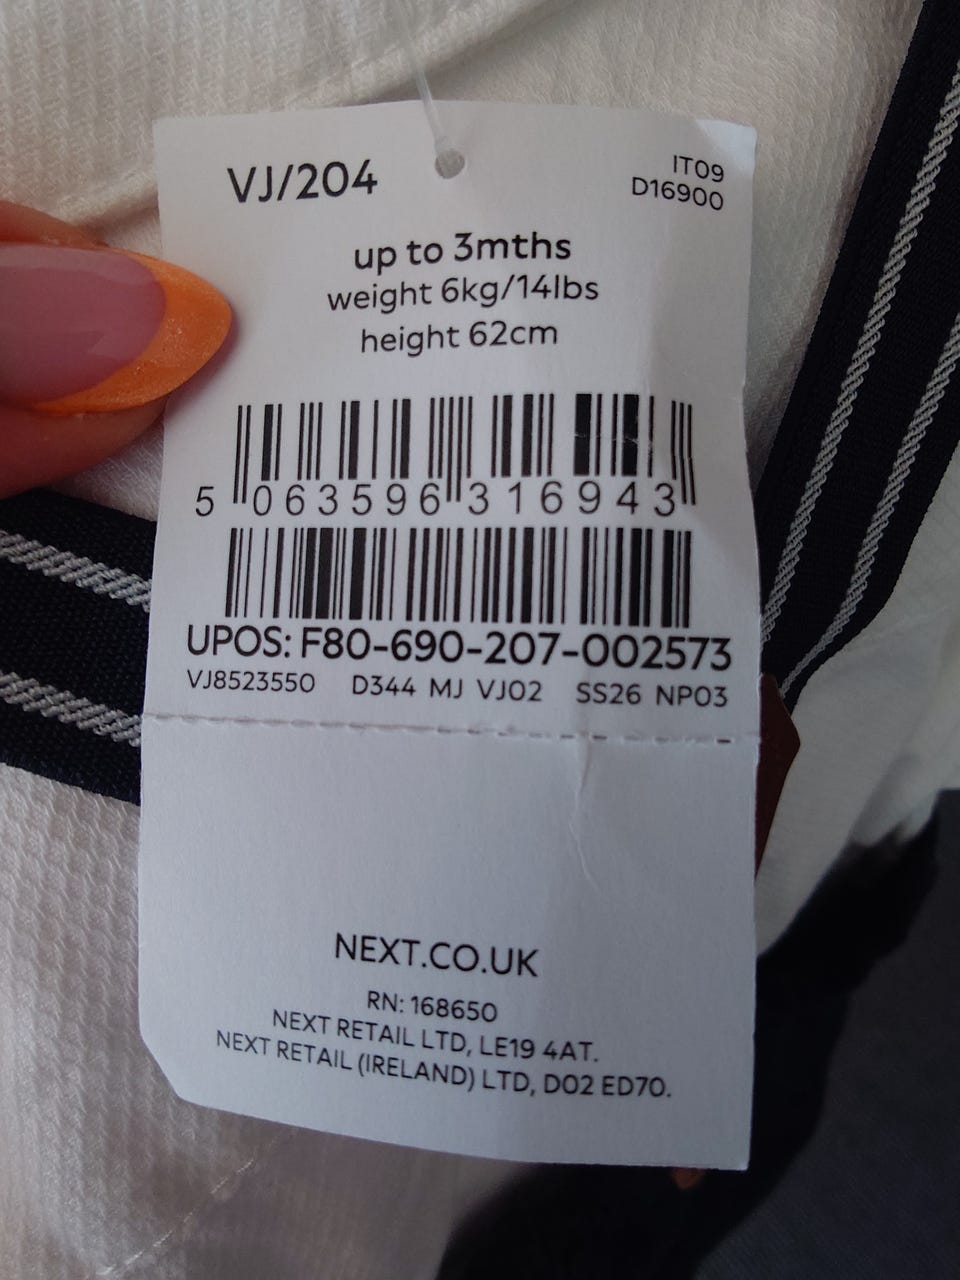 VJ/204
IT09
D16900
up to 3mths
weight 6kg/14lbs
height 62cm
5 063596 316943
UPOS: F80-690-207-002573
VJ8523550 D344 MJ VJ02 SS26 NP03
NEXT.CO.UK
RN: 168650
NEXT RETAIL LTD, LE19 4AT.
NEXT RETAIL (IRELAND) LTD, D02 ED70.